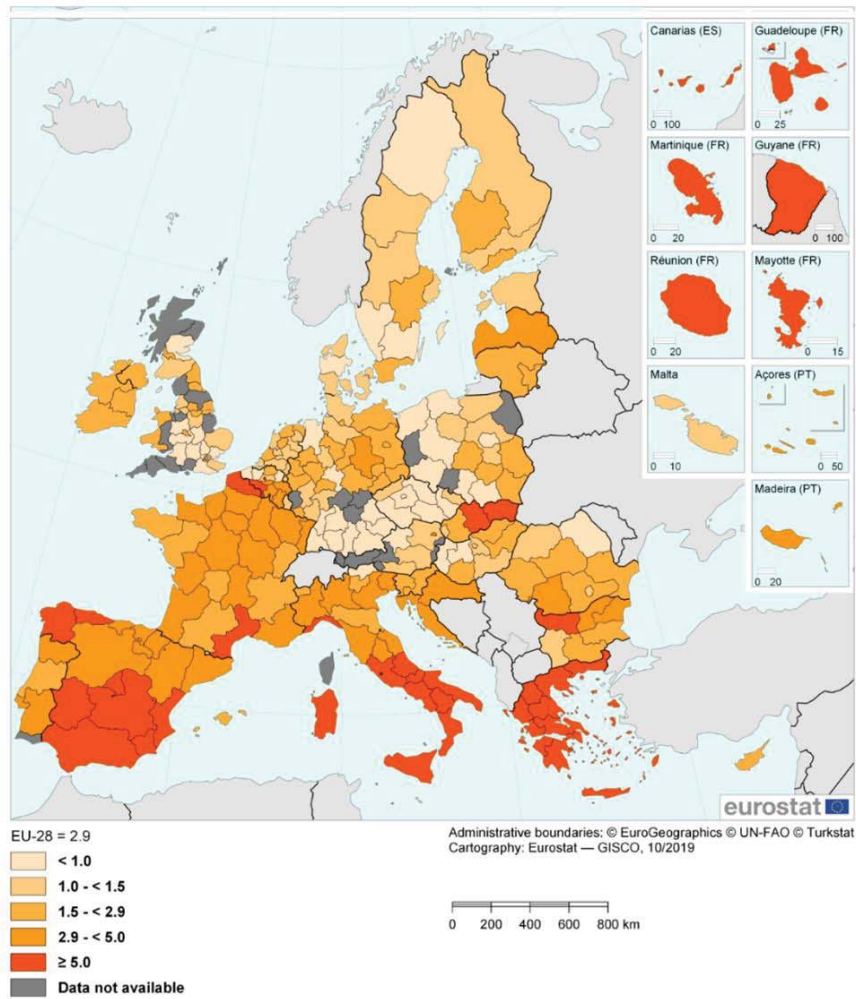 Canarias (ES)
0 100
Guadeloupe (FR)
0 25
Martinique (FR)
0 20
Guyane (FR)
0 100
Réunion (FR)
0 20
Mayotte (FR)
0 15
Malta
0 10
Açores (PT)
0 50
Madeira (PT)
0 20
eurostat
EU-28 = 2.9
< 1.0
1.0 - < 1.5
1.5 - < 2.9
2.9 - < 5.0
≥ 5.0
Data not available
Administrative boundaries: © EuroGeographics © UN-FAO © Turkstat
Cartography: Eurostat — GISCO, 10/2019
0 200 400 600 800 km